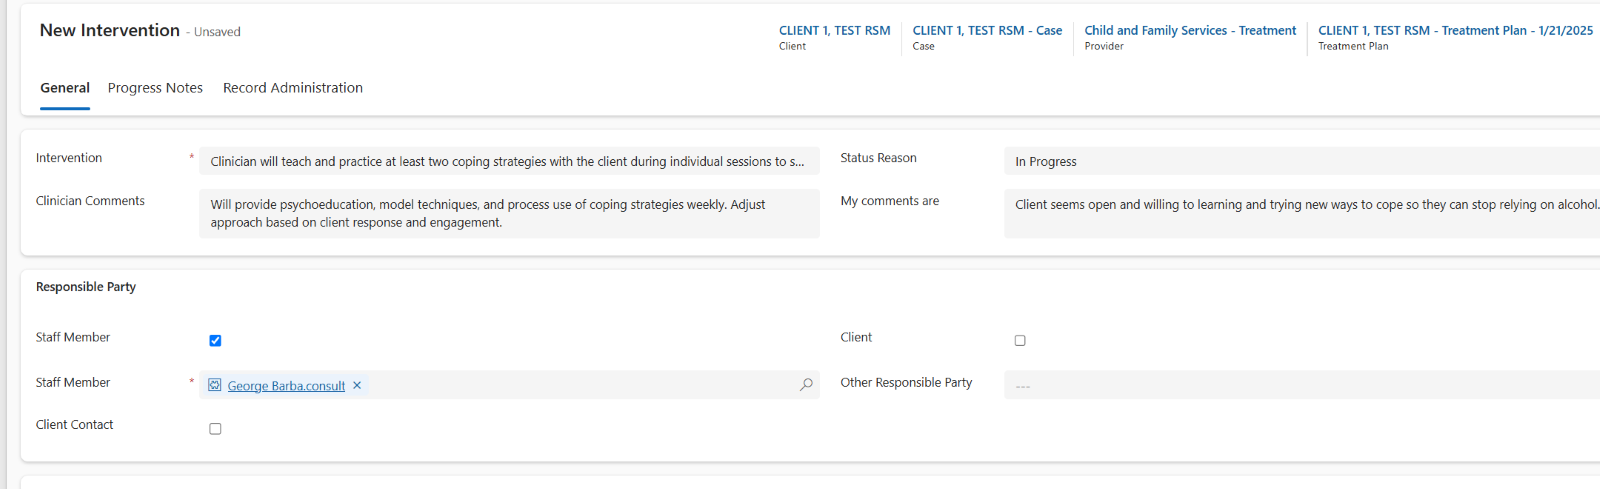 New Intervention - Unsaved
CLIENT 1, TEST RSM
Client
CLIENT 1, TEST RSM - Case
Case
Child and Family Services - Treatment
Provider
CLIENT 1, TEST RSM - Treatment Plan - 1/21/2025
Treatment Plan
General Progress Notes Record Administration
Intervention * Clinician will teach and practice at least two coping strategies with the client during individual sessions to s...
Status Reason In Progress
Clinician Comments Will provide psychoeducation, model techniques, and process use of coping strategies weekly. Adjust
approach based on client response and engagement.
My comments are Client seems open and willing to learning and trying new ways to cope so they can stop relying on alcohol.
Responsible Party
Staff Member
Client
Staff Member * George Barba.consult
Other Responsible Party ---
Client Contact